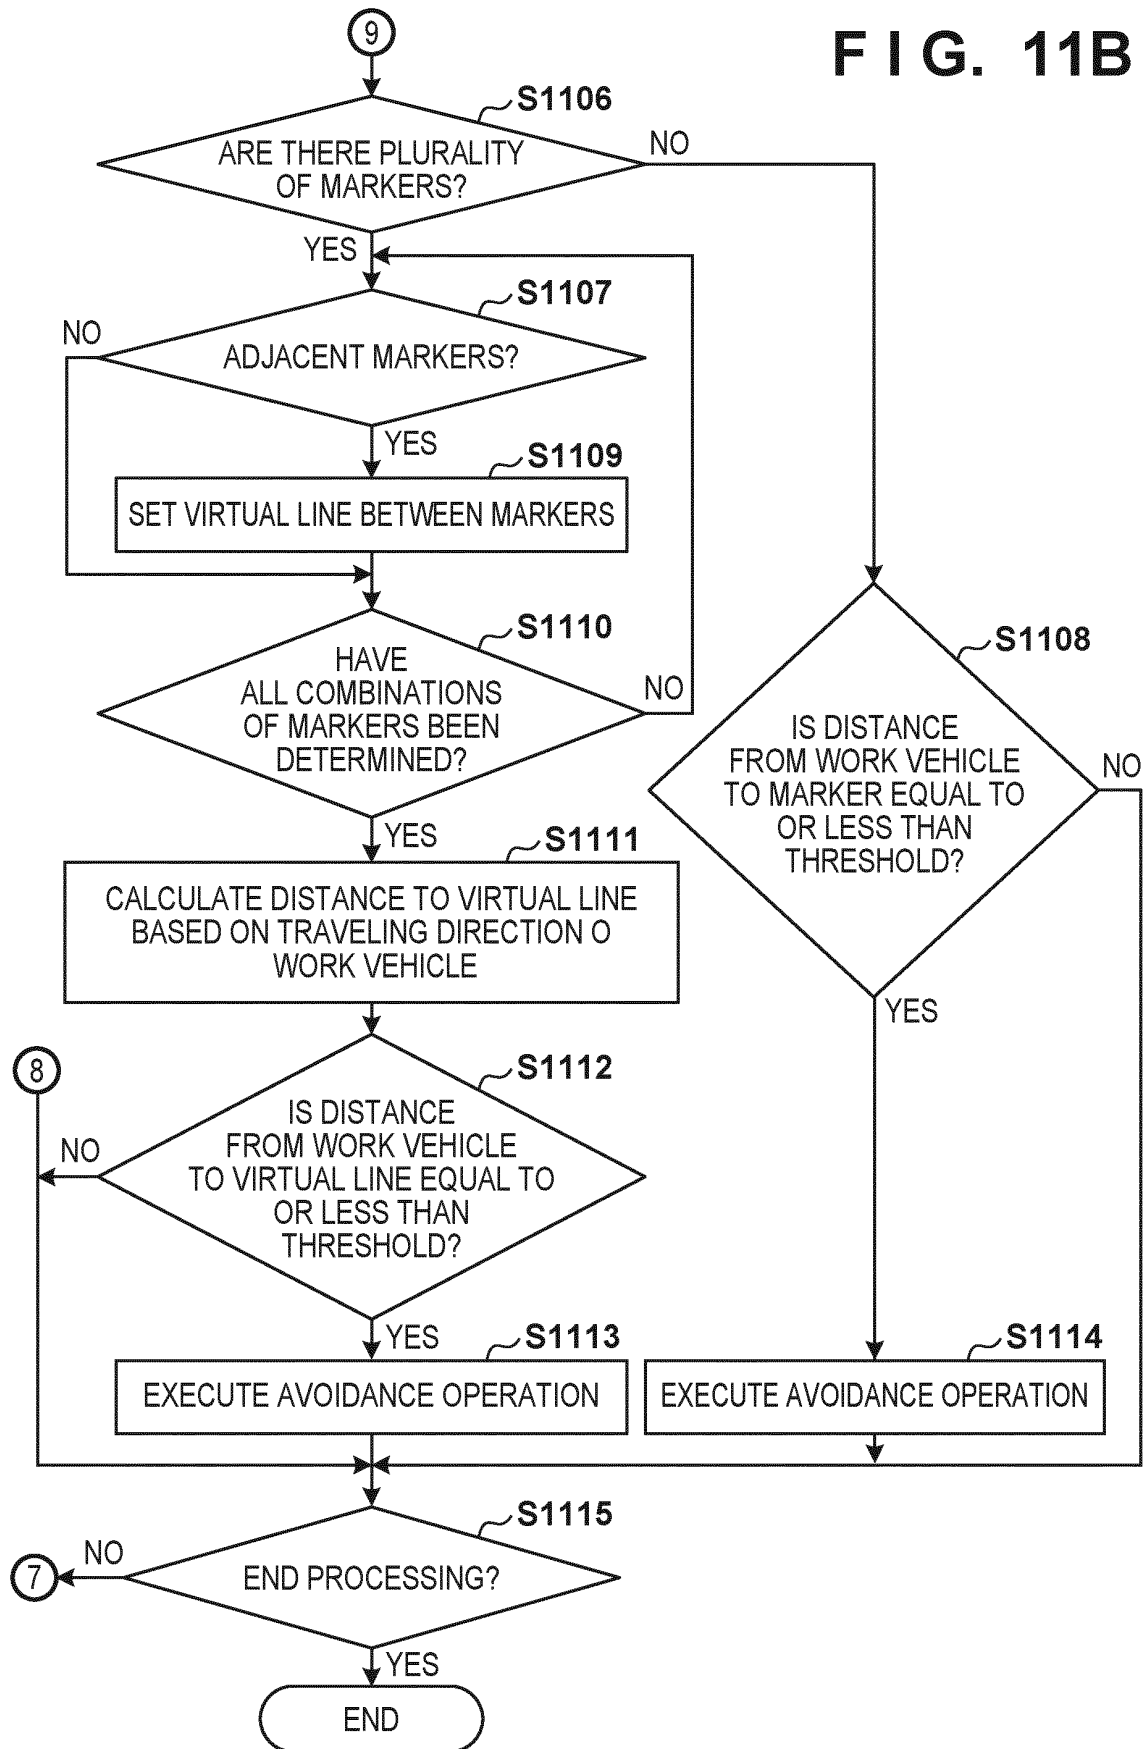 F I G. 11B
9
S1106
ARE THERE PLURALITY
OF MARKERS?
NO
YES
S1107
NO
ADJACENT MARKERS?
YES
S1109
SET VIRTUAL LINE BETWEEN MARKERS
S1110
HAVE
ALL COMBINATIONS
OF MARKERS BEEN
DETERMINED?
NO
YES
S1108
IS DISTANCE
FROM WORK VEHICLE
TO MARKER EQUAL TO
OR LESS THAN
THRESHOLD?
NO
YES
S1111
CALCULATE DISTANCE TO VIRTUAL LINE
BASED ON TRAVELING DIRECTION O
WORK VEHICLE
8
S1112
IS DISTANCE
FROM WORK VEHICLE
TO VIRTUAL LINE EQUAL TO
OR LESS THAN
THRESHOLD?
NO
YES
S1113
EXECUTE AVOIDANCE OPERATION
S1114
EXECUTE AVOIDANCE OPERATION
S1115
END PROCESSING?
NO
7
YES
END